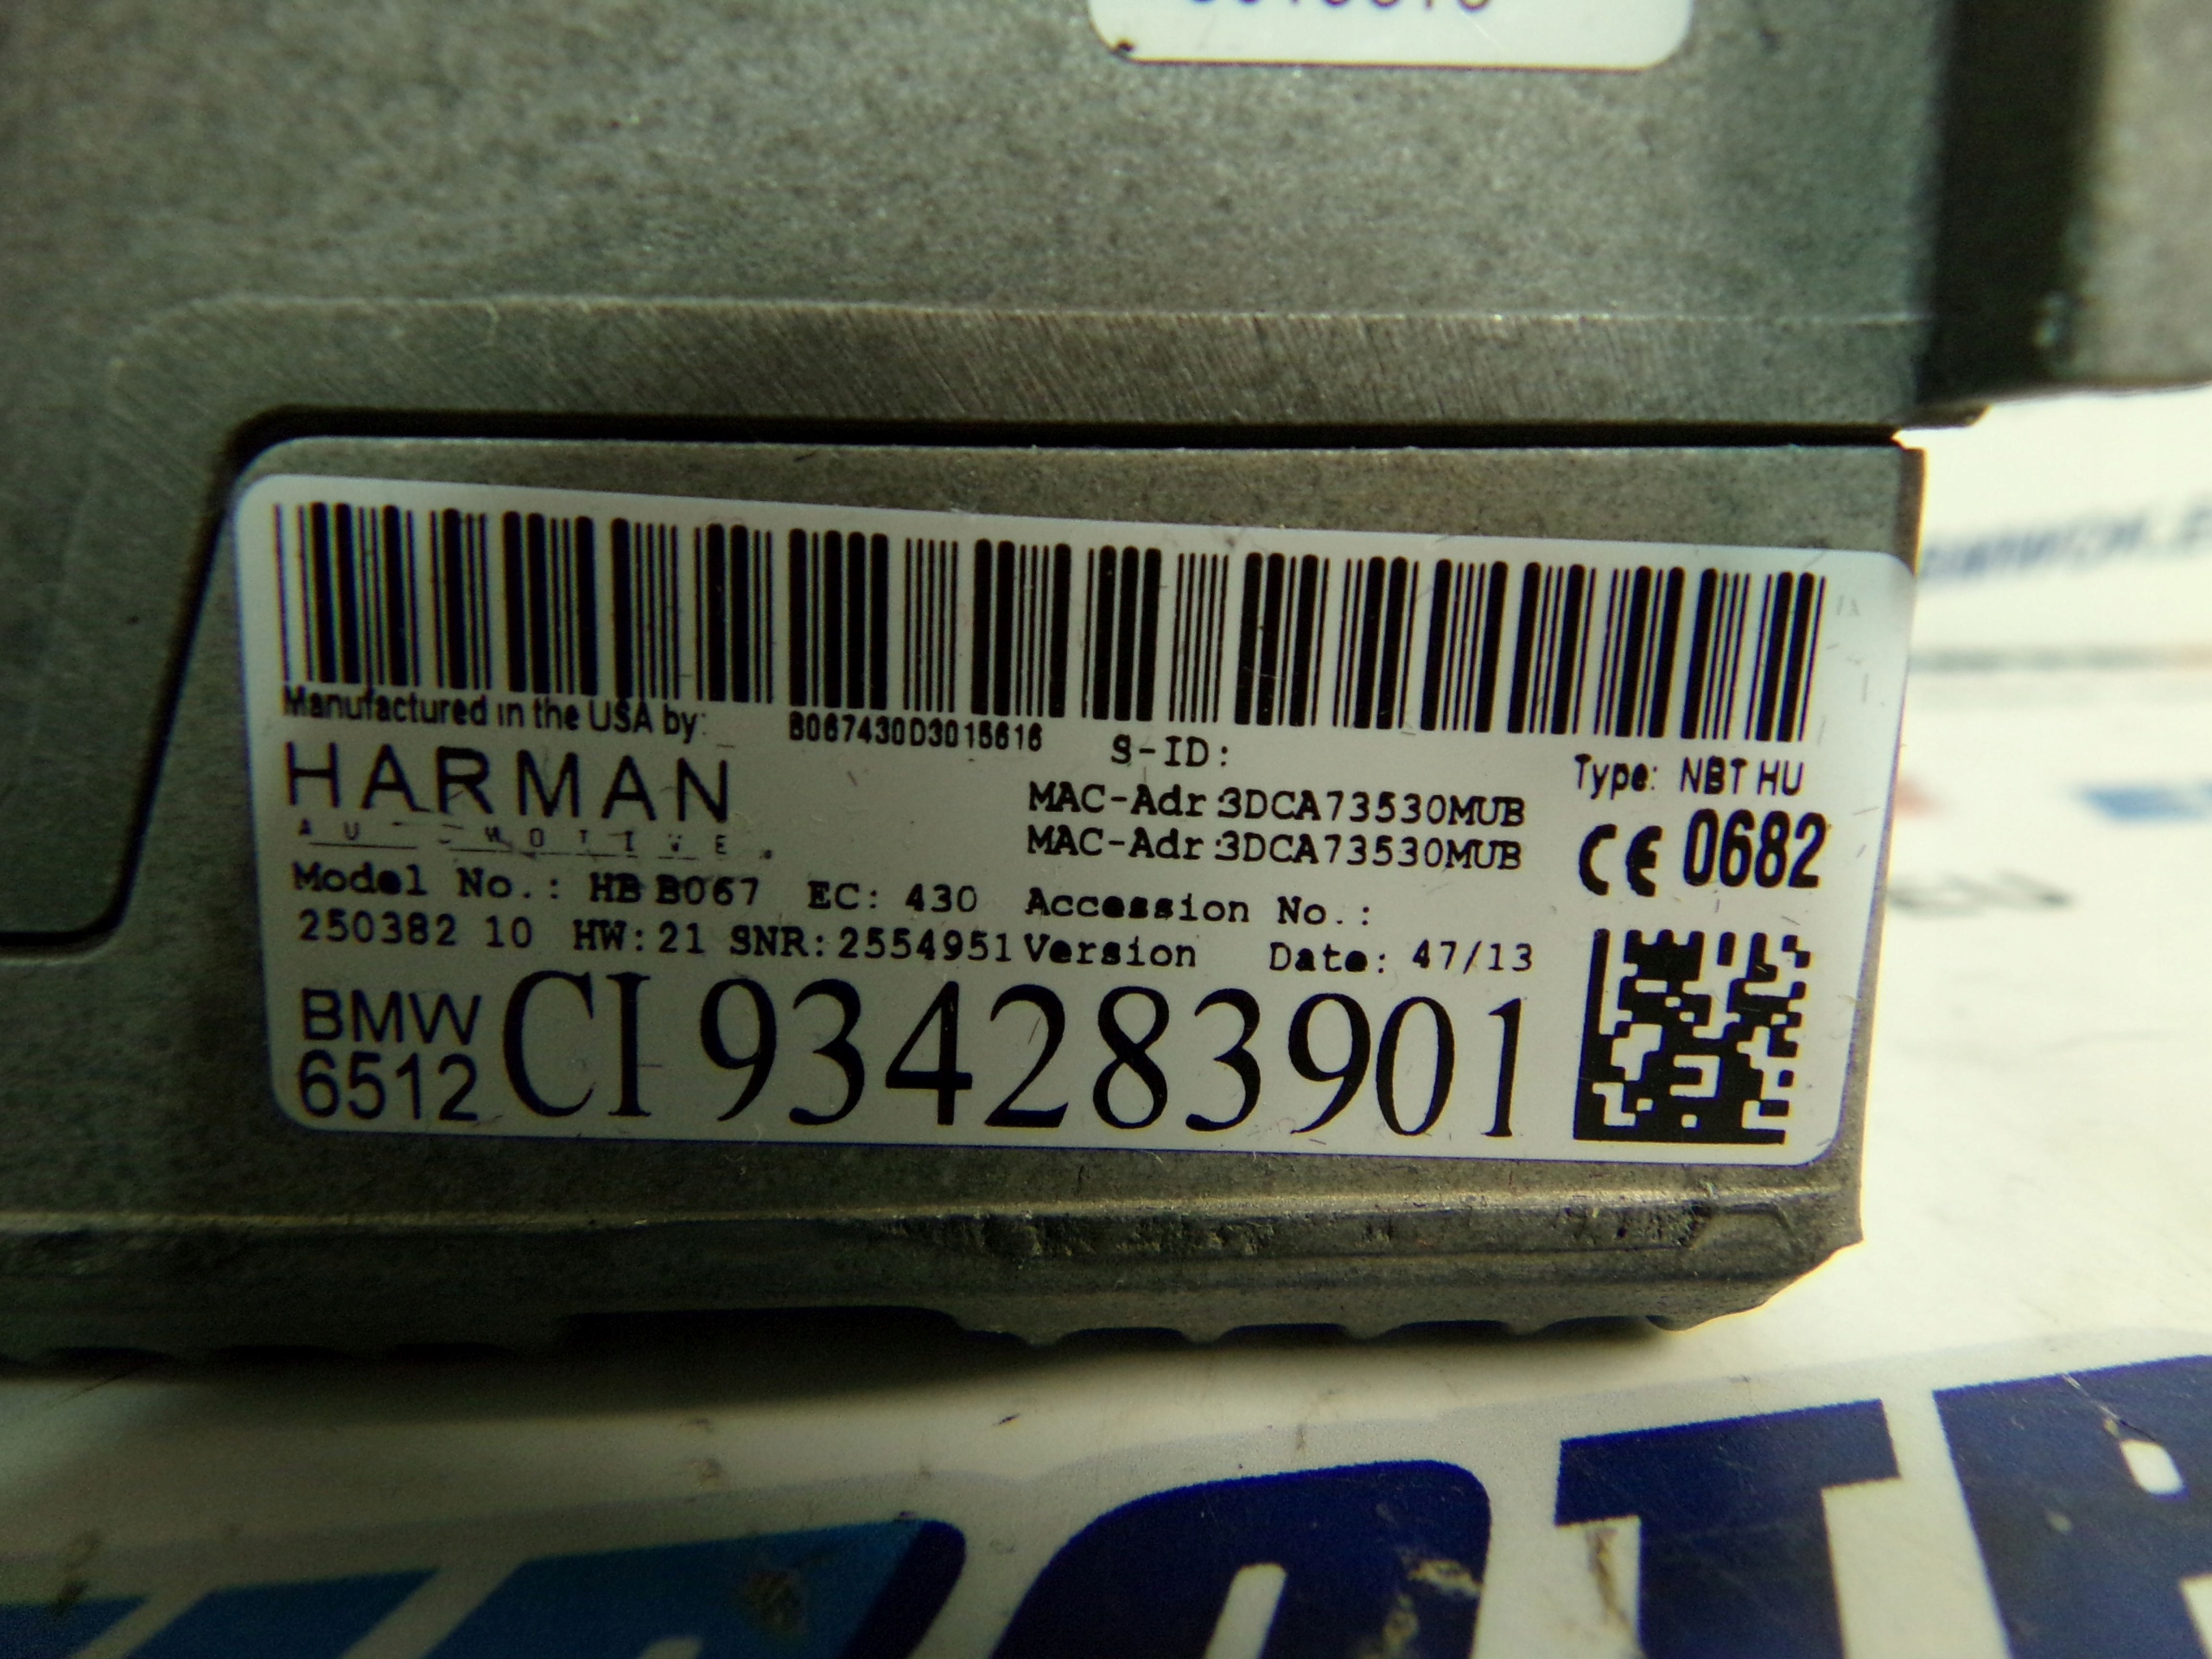 Manufactured in the USA by:
B067430D3015616
S-ID:
HARMAN
AUTOMOTIVE
MAC-Adr:3DCA73530MUB
MAC-Adr:3DCA73530MUB
Type: NBT HU
CE 0682
Model No.: HB B067 EC: 430 Accession No.:
250382 10 HW:21 SNR:2554951 Version Date: 47/13
BMW
6512
CI 934283901